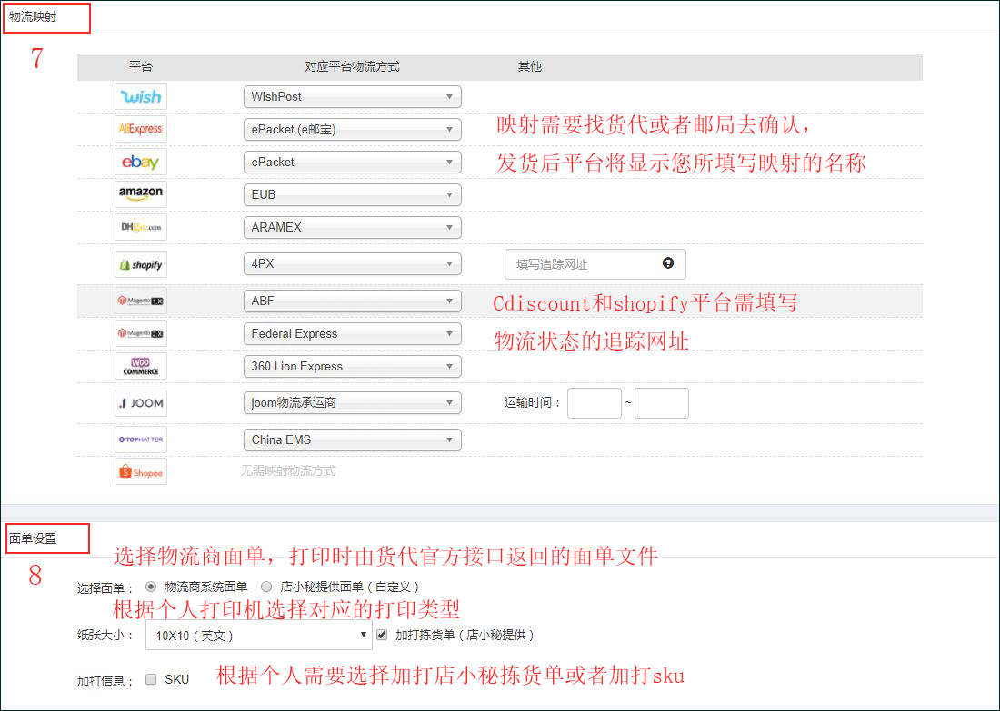 物流映射
7
平台 对应平台物流方式 其他
wish WishPost
AliExpress ePacket (e邮宝)
映射需要找货代或者邮局去确认，
ebay ePacket
发货后平台将显示您所填写映射的名称
amazon EUB
DHgate.com ARAMEX
shopify 4PX 填写追踪网址
Magento 1.X ABF
Cdiscount和shopify平台需填写
Magento 2.X Federal Express
物流状态的追踪网址
WOO COMMERCE 360 Lion Express
JOOM joom物流承运商 运输时间： ~
TOPHATTER China EMS
Shopee 无需映射物流方式
面单设置
选择物流商面单，打印时由货代官方接口返回的面单文件
8
选择面单： 物流商系统面单 店小秘提供面单（自定义）
根据个人打印机选择对应的打印类型
纸张大小： 10X10（英文） 加打拣货单（店小秘提供）
加打信息： SKU 根据个人需要选择加打店小秘拣货单或者加打sku